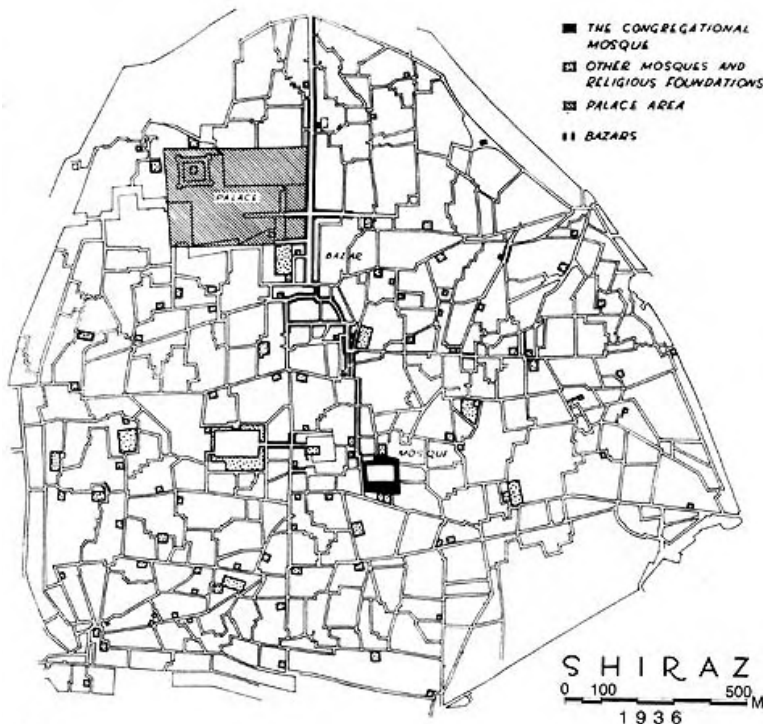 THE CONGREGATIONAL
MOSQUE
OTHER MOSQUES AND
RELIGIOUS FOUNDATIONS
PALACE AREA
BAZARS
PALACE
BAZAR
MOSQUE
SHIRAZ
0 100 500 M
1936